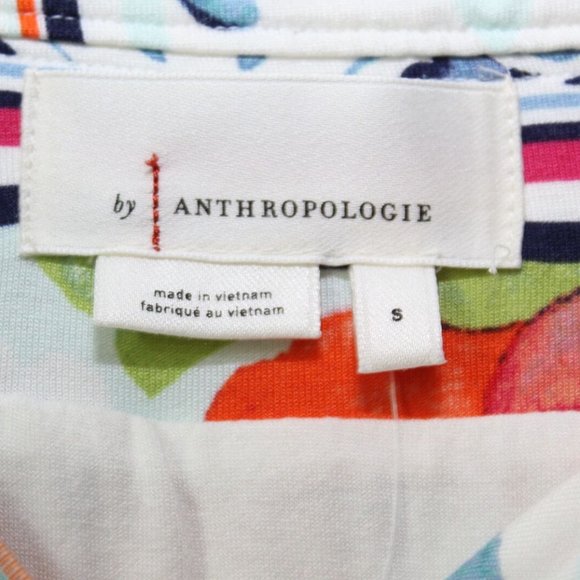 by ANTHROPOLOGIE
made in vietnam
fabriqué au vietnam
S